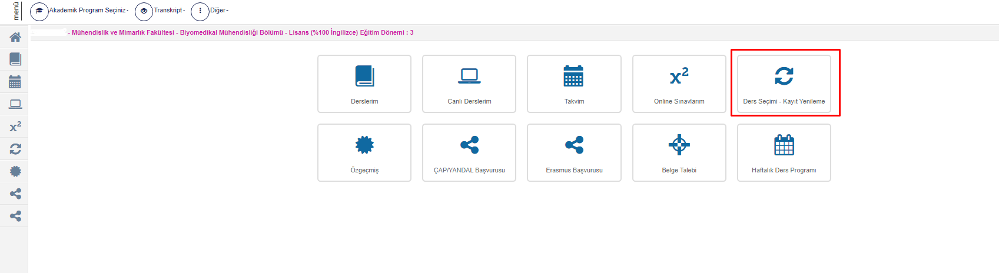 menü
Akademik Program Seçiniz - Transkript - Diğer -
- Mühendislik ve Mimarlık Fakültesi - Biyomedikal Mühendisliği Bölümü - Lisans (%100 İngilizce) Eğitim Dönemi : 3
x²
x²
Derslerim Canlı Derslerim Takvim Online Sınavlarım Ders Seçimi - Kayıt Yenileme
Özgeçmiş ÇAP/YANDAL Başvurusu Erasmus Başvurusu Belge Talebi Haftalık Ders Programı